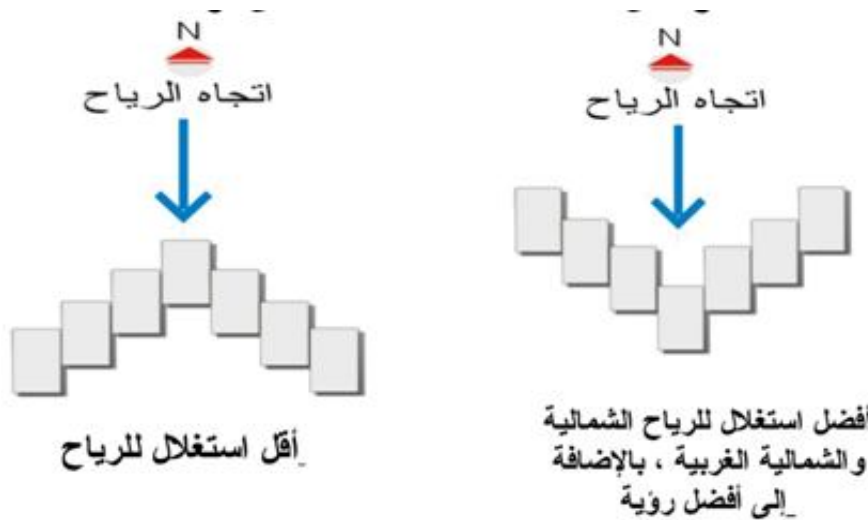 N
اتجاه الرياح
أقل استغلال للرياح
N
اتجاه الرياح
أفضل استغلال للرياح الشمالية
والشمالية الغربية ، بالإضافة
إلى أفضل رؤية